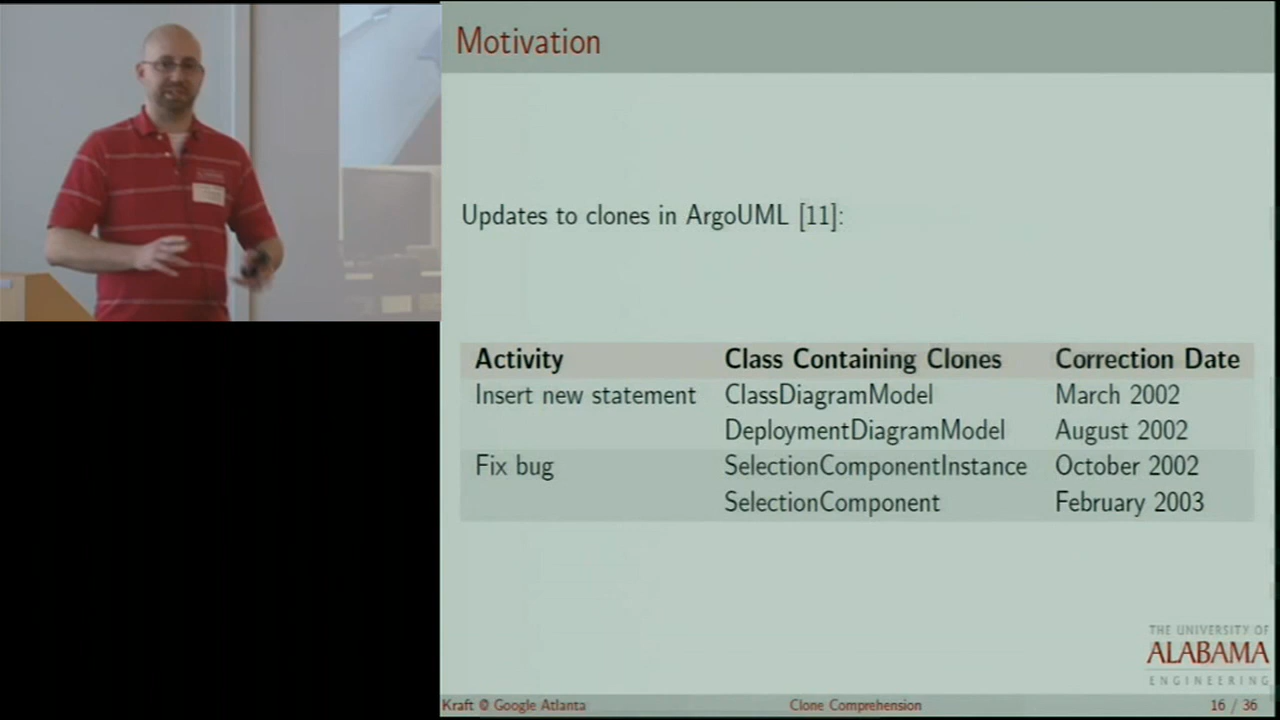 Motivation
Updates to clones in ArgoUML [11]:
Activity Class Containing Clones Correction Date
Insert new statement ClassDiagramModel March 2002
DeploymentDiagramModel August 2002
Fix bug SelectionComponentInstance October 2002
SelectionComponent February 2003
THE UNIVERSITY OF
ALABAMA
ENGINEERING
Kraft @ Google Atlanta Clone Comprehension 16 / 36